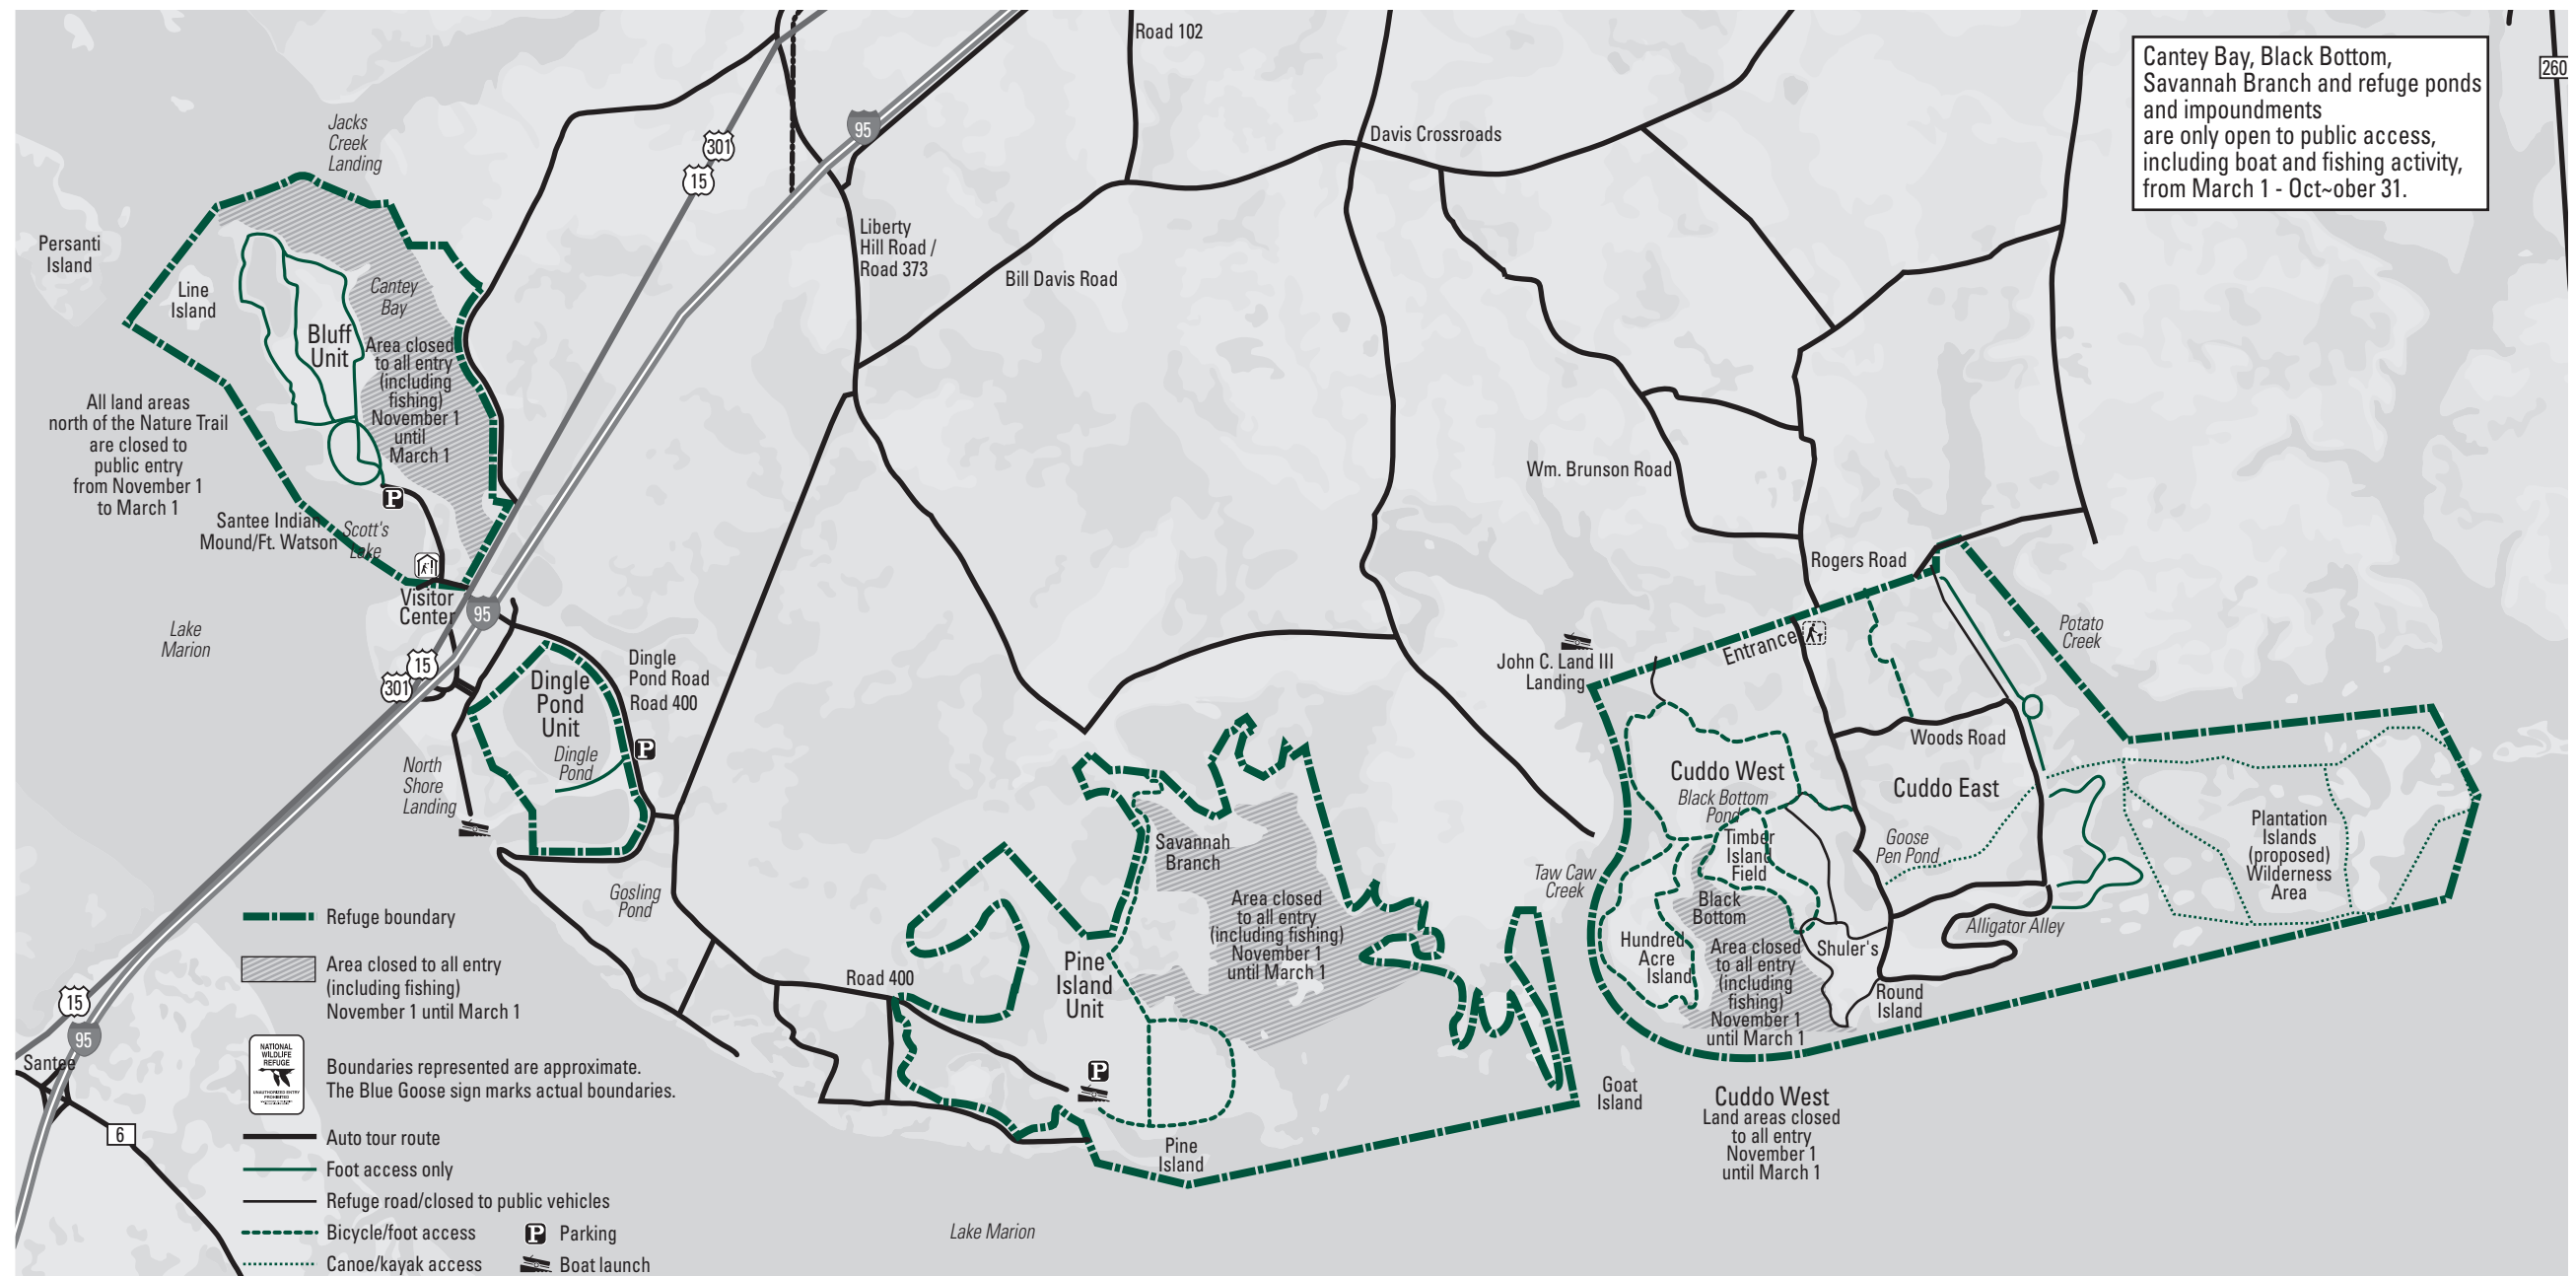 Road 102
260
Cantey Bay, Black Bottom,
Savannah Branch and refuge ponds
and impoundments
are only open to public access,
including boat and fishing activity,
from March 1 - Oct~ober 31.
Jacks
Creek
Landing
95
301
15
Davis Crossroads
Persanti
Island
Liberty
Hill Road /
Road 373
Bill Davis Road
Line
Island
Cantey
Bay
Bluff
Unit
Area closed
to all entry
(including
fishing)
November 1
until
March 1
All land areas
north of the Nature Trail
are closed to
public entry
from November 1
to March 1
Wm. Brunson Road
Santee Indian
Mound/Ft. Watson
Scott's
Lake
P
Visitor
Center
95
Rogers Road
Lake
Marion
15
301
Dingle
Pond Road
Road 400
Dingle
Pond
Unit
Dingle
Pond
P
John C. Land III
Landing
Entrance
Potato
Creek
North
Shore
Landing
Woods Road
Cuddo West
Black Bottom
Pond
Cuddo East
Timber
Island
Field
Goose
Pen Pond
Plantation
Islands
(proposed)
Wilderness
Area
Savannah
Branch
Taw Caw
Creek
Gosling
Pond
Area closed
to all entry
(including fishing)
November 1
until March 1
Black
Bottom
Hundred
Acre
Island
Area closed
to all entry
(including
fishing)
November 1
until March 1
Shuler's
Alligator Alley
Round
Island
Road 400
Pine
Island
Unit
P
Pine
Island
Goat
Island
Cuddo West
Land areas closed
to all entry
November 1
until March 1
15
95
Santee
6
Lake Marion
Refuge boundary
Area closed to all entry
(including fishing)
November 1 until March 1
NATIONAL
WILDLIFE
REFUGE
UNAUTHORIZED ENTRY
PROHIBITED
Boundaries represented are approximate.
The Blue Goose sign marks actual boundaries.
Auto tour route
Foot access only
Refuge road/closed to public vehicles
Bicycle/foot access
P Parking
Canoe/kayak access
Boat launch